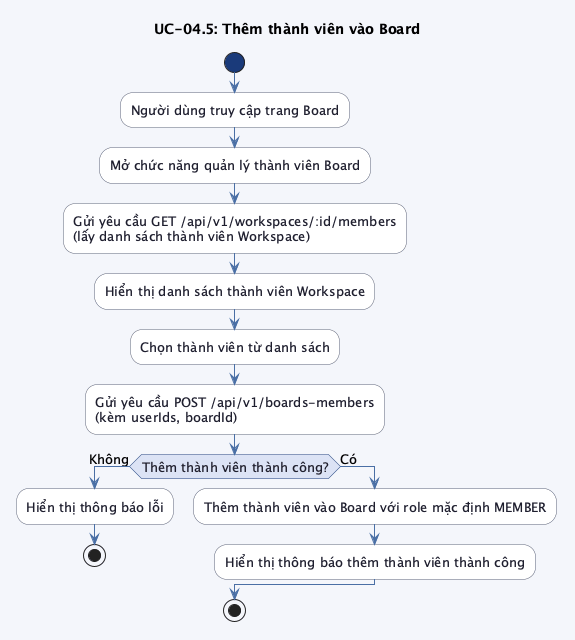 UC-04.5: Thêm thành viên vào Board
Người dùng truy cập trang Board
Mở chức năng quản lý thành viên Board
Gửi yêu cầu GET /api/v1/workspaces/:id/members
(lấy danh sách thành viên Workspace)
Hiển thị danh sách thành viên Workspace
Chọn thành viên từ danh sách
Gửi yêu cầu POST /api/v1/boards-members
(kèm userIds, boardId)
Không
Thêm thành viên thành công?
Có
Hiển thị thông báo lỗi
Thêm thành viên vào Board với role mặc định MEMBER
Hiển thị thông báo thêm thành viên thành công